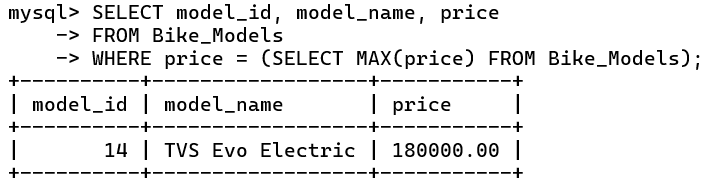 mysql> SELECT model_id, model_name, price
    -> FROM Bike_Models
    -> WHERE price = (SELECT MAX(price) FROM Bike_Models);
+----------+------------------+-----------+
| model_id | model_name       | price     |
+----------+------------------+-----------+
|       14 | TVS Evo Electric | 180000.00 |
+----------+------------------+-----------+